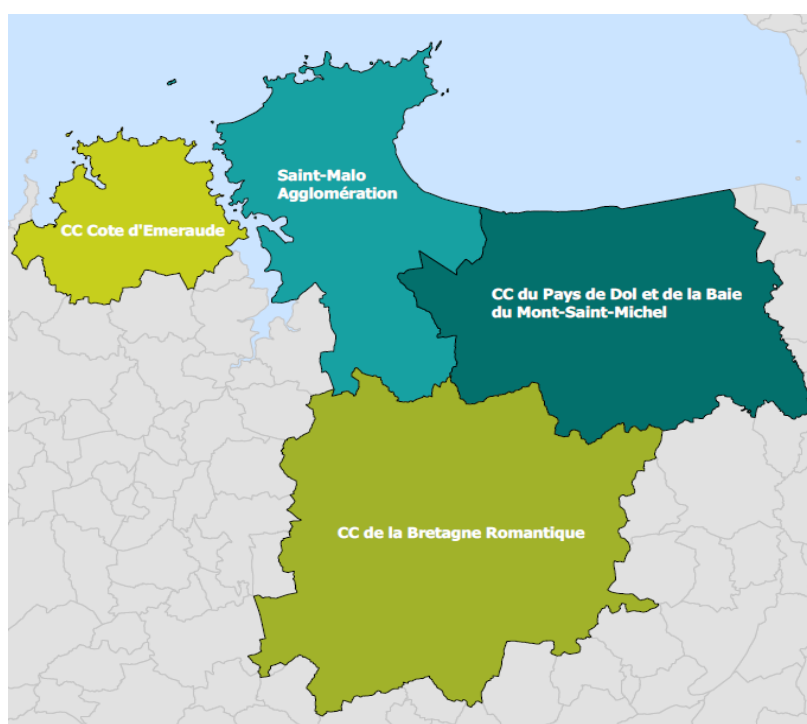 Saint-Malo
Agglomération
CC Cote d'Emeraude
CC du Pays de Dol et de la Baie
du Mont-Saint-Michel
CC de la Bretagne Romantique